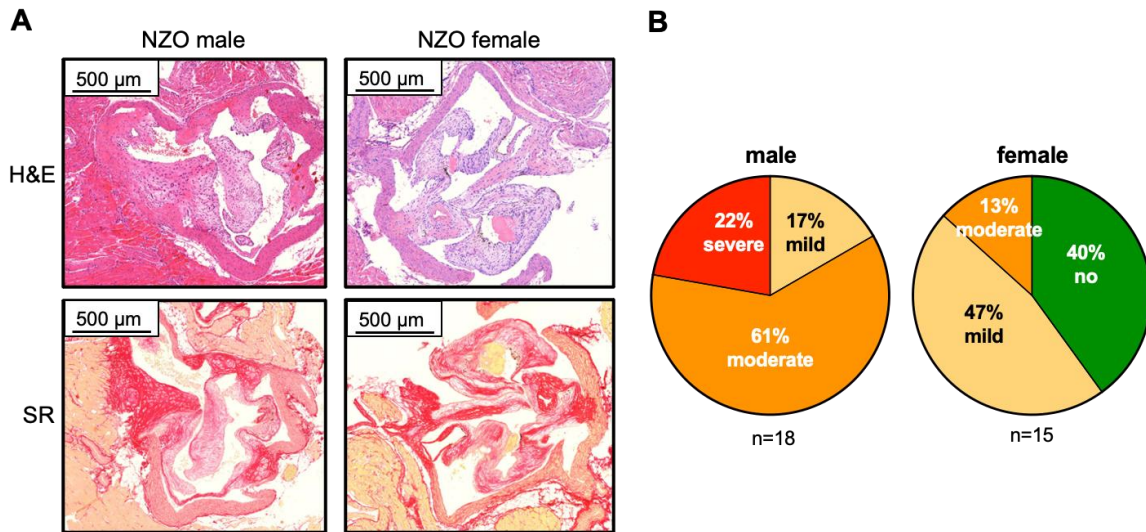 A
NZO male
NZO female
500 µm
500 µm
H&E
500 µm
500 µm
SR
B
male
female
22%
severe
17%
mild
61%
moderate
13%
moderate
40%
no
47%
mild
n=18
n=15